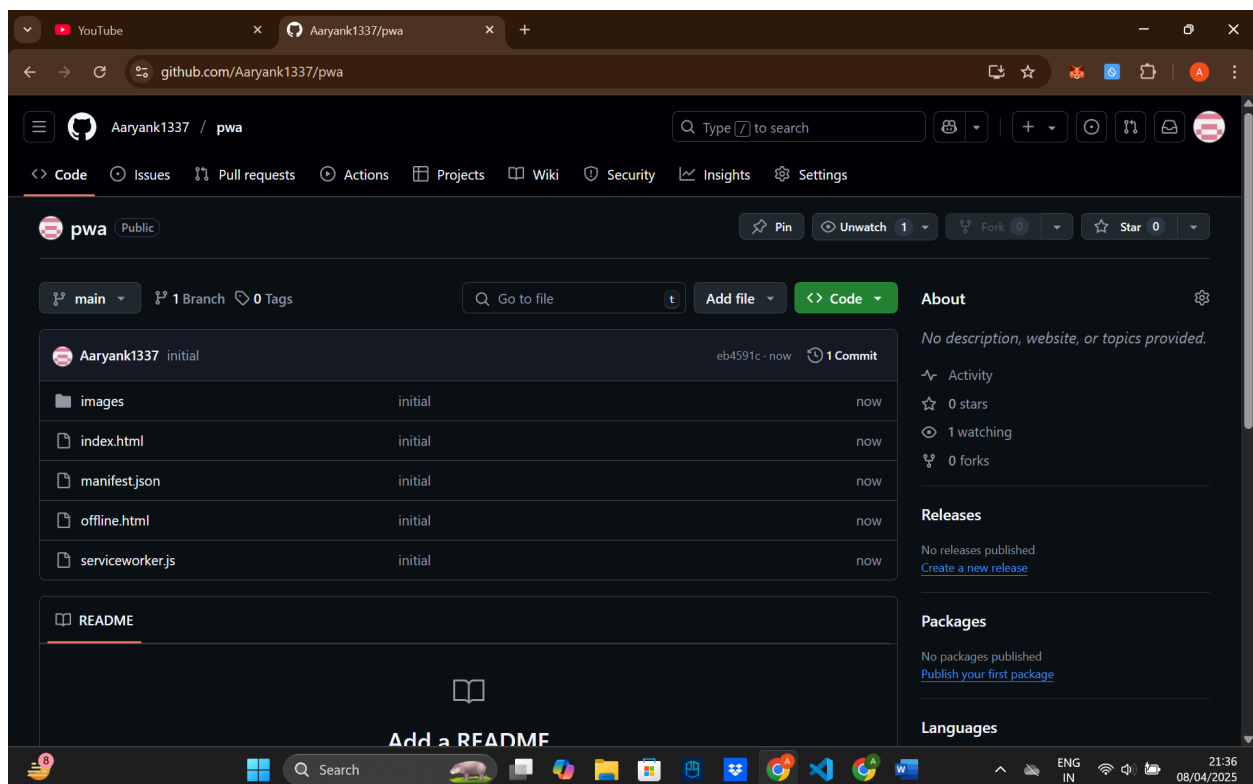 YouTube
Aaryank1337/pwa
github.com/Aaryank1337/pwa
A
Aaryank1337 / pwa
Type / to search
Code Issues Pull requests Actions Projects Wiki Security Insights Settings
pwa Public
Pin Unwatch 1 Fork 0 Star 0
main 1 Branch 0 Tags
Go to file t Add file Code
Aaryank1337 initial eb4591c · now 1 Commit
images initial now
index.html initial now
manifest.json initial now
offline.html initial now
serviceworker.js initial now
README
Add a README
About
No description, website, or topics provided.
Activity
0 stars
1 watching
0 forks
Releases
No releases published
Create a new release
Packages
No packages published
Publish your first package
Languages
8
Search
ENG
IN
21:36
08/04/2025